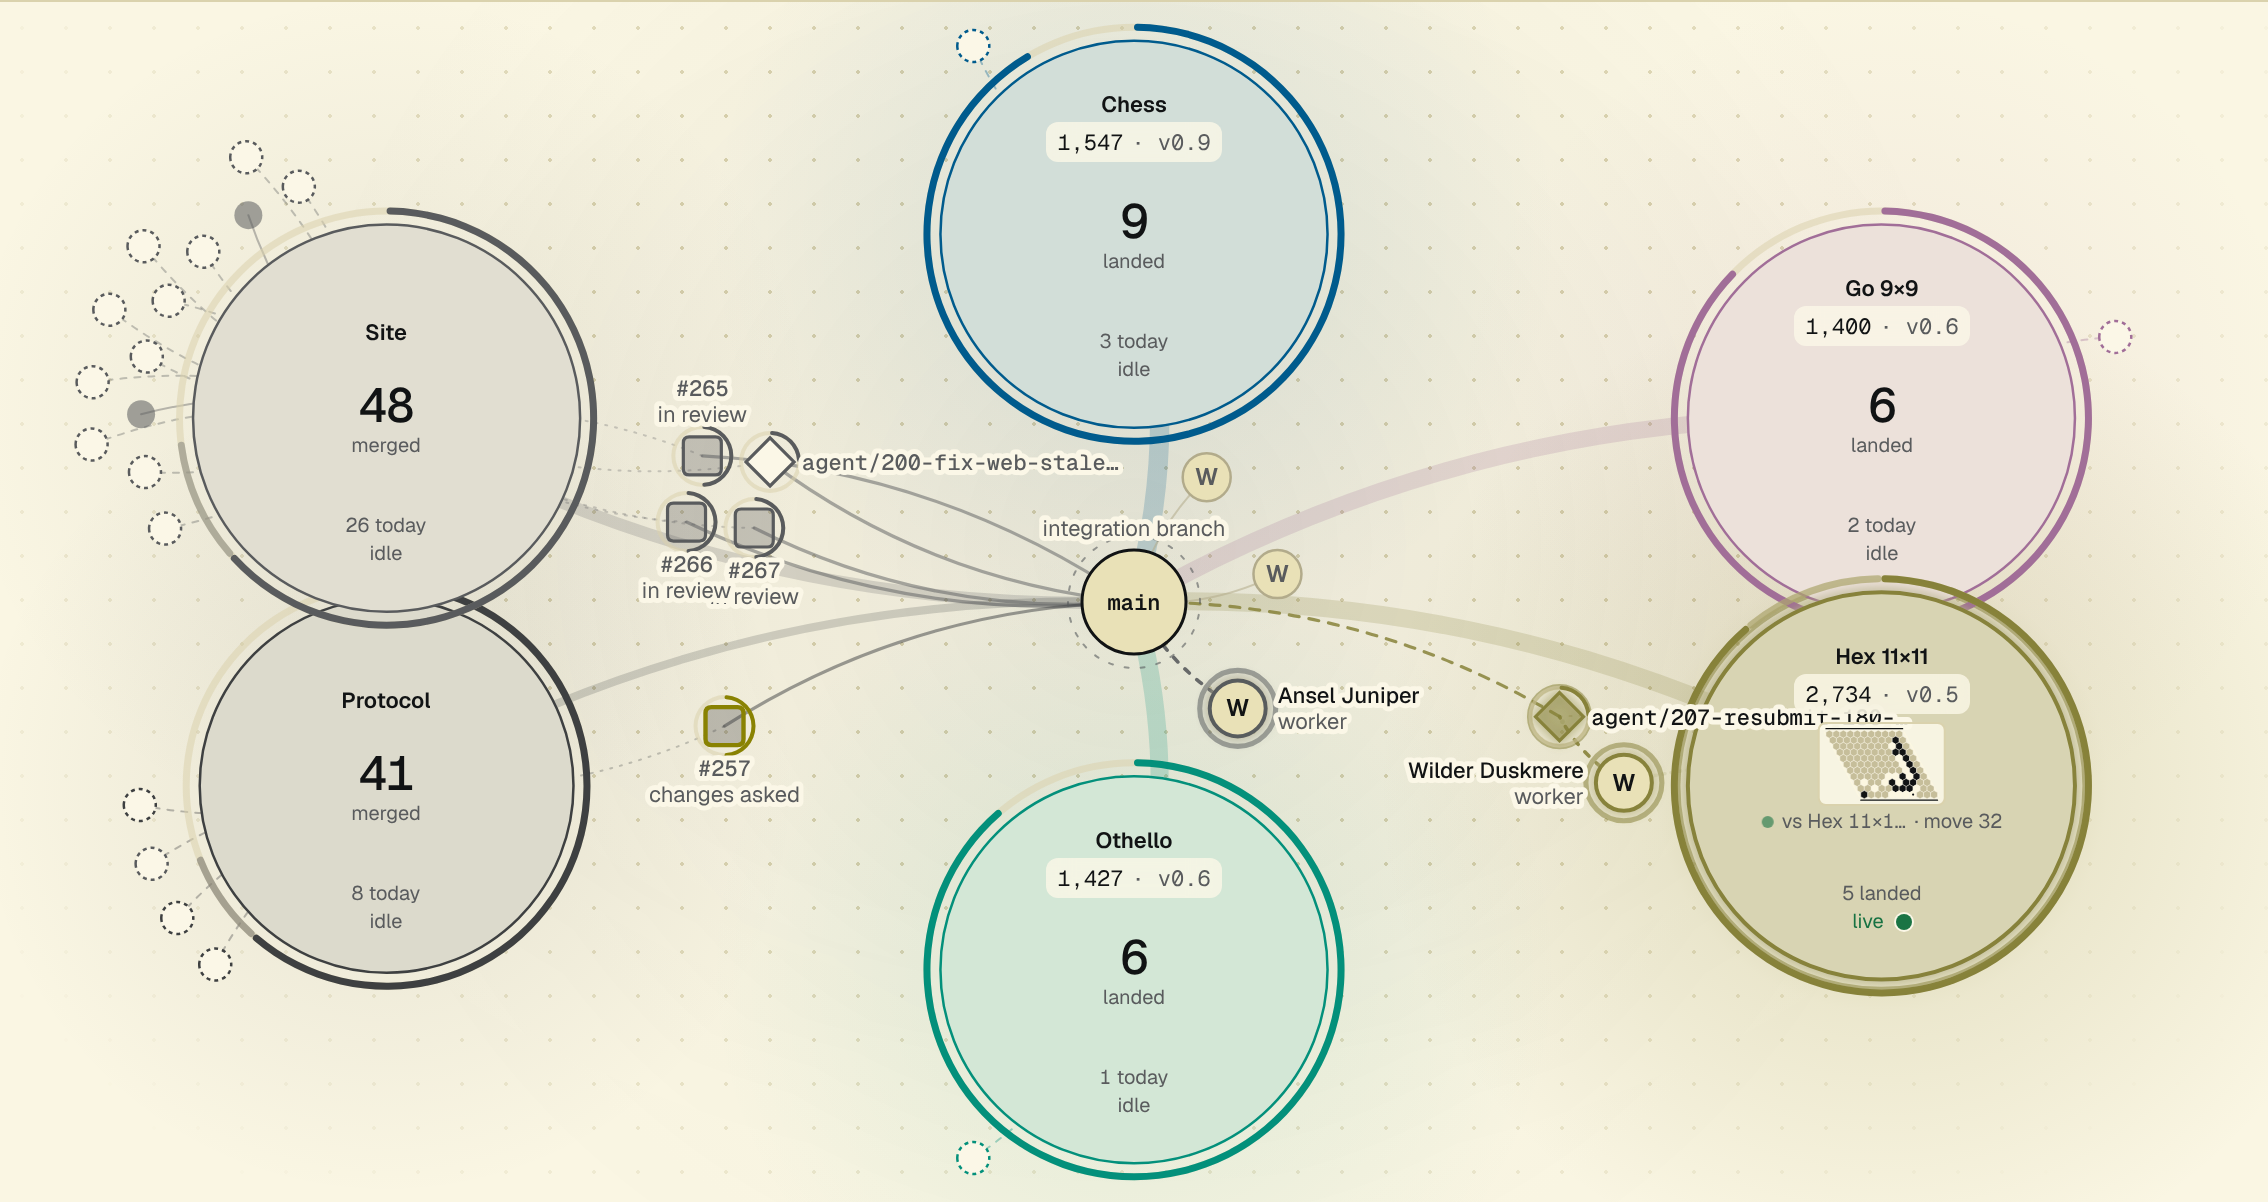 Chess
1,547 · v0.9
9
landed
3 today
idle
Site
48
merged
26 today
idle
#265
in review
agent/200-fix-web-stale…
#266
in review
#267
review
integration branch
W
W
main
Go 9×9
1,400 · v0.6
6
landed
2 today
idle
Protocol
41
merged
8 today
idle
#257
changes asked
W
Ansel Juniper
worker
Wilder Duskmere
worker
W
Hex 11×11
2,734 · v0.5
agent/207-resubmit-180-
vs Hex 11×1… · move 32
5 landed
live
Othello
1,427 · v0.6
6
landed
1 today
idle